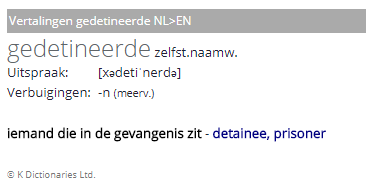 Vertalingen gedetineerde NL>EN
gedetineerde zelfst.naamw.
Uitspraak: [xədetiˈnerdə]
Verbuigingen: -n (meerv.)
iemand die in de gevangenis zit - detainee, prisoner
© K Dictionaries Ltd.